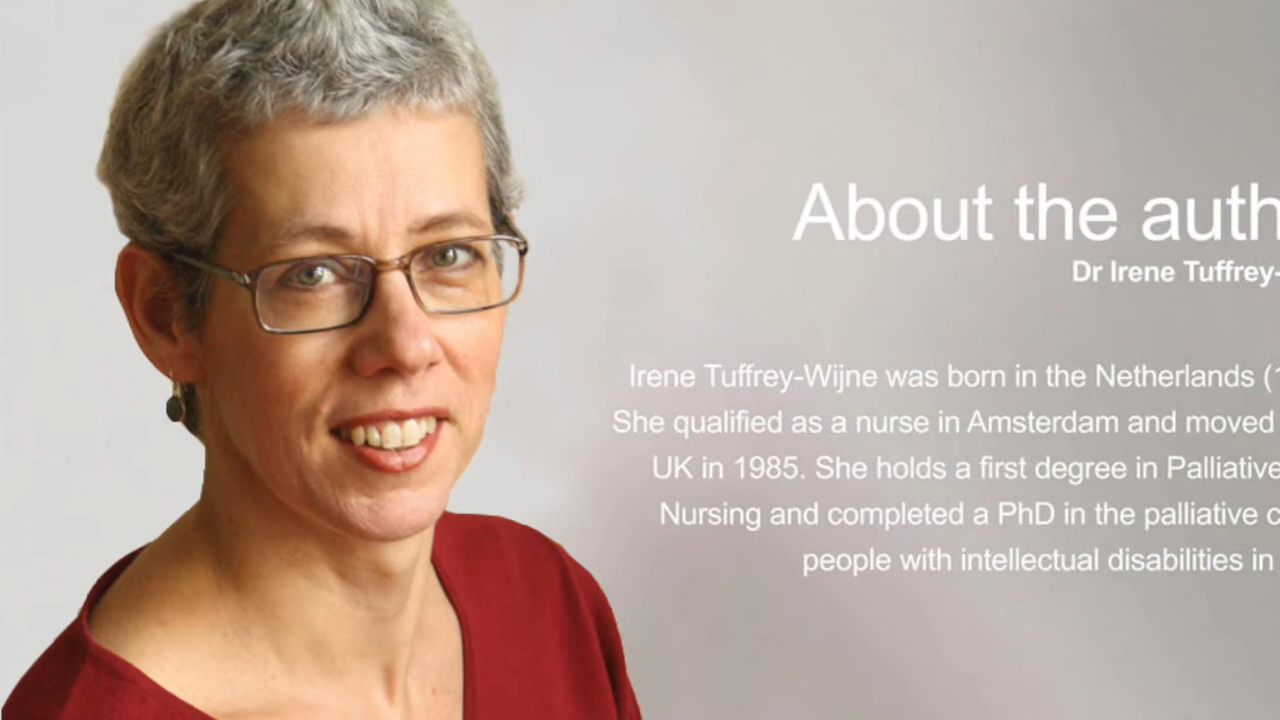 About the auth
Dr Irene Tuffrey-
Irene Tuffrey-Wijne was born in the Netherlands (1
She qualified as a nurse in Amsterdam and moved
UK in 1985. She holds a first degree in Palliative
Nursing and completed a PhD in the palliative c
people with intellectual disabilities in